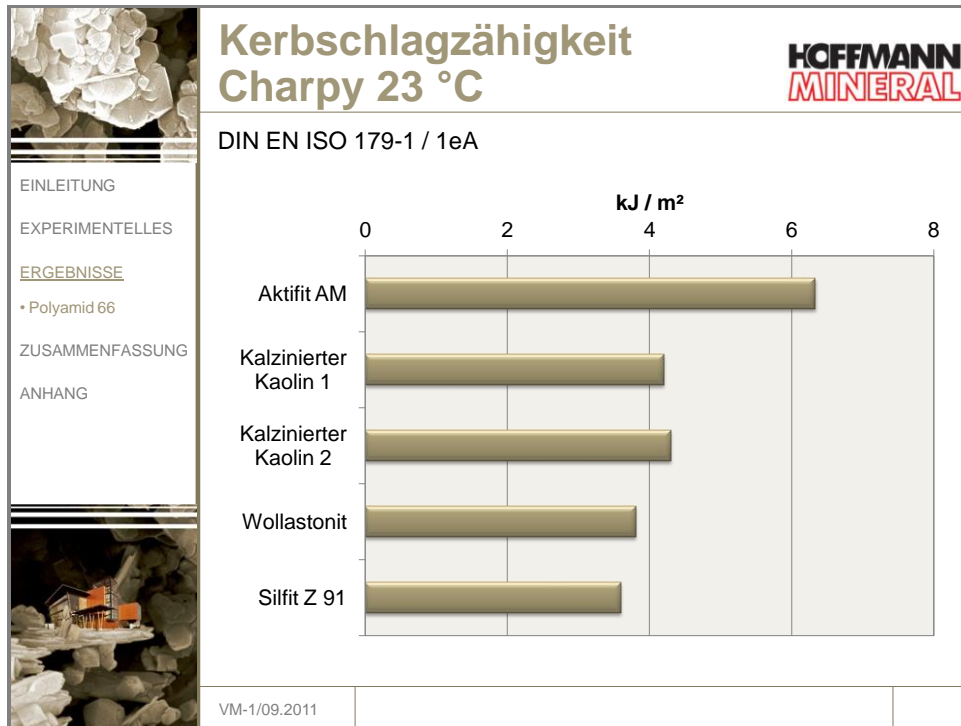 Kerbschlagzähigkeit
Charpy 23 °C
HOFFMANN
MINERAL
DIN EN ISO 179-1 / 1eA
EINLEITUNG
EXPERIMENTELLES
ERGEBNISSE
• Polyamid 66
ZUSAMMENFASSUNG
ANHANG
kJ / m²
0 2 4 6 8
Aktifit AM
Kalzinierter
Kaolin 1
Kalzinierter
Kaolin 2
Wollastonit
Silfit Z 91
VM-1/09.2011